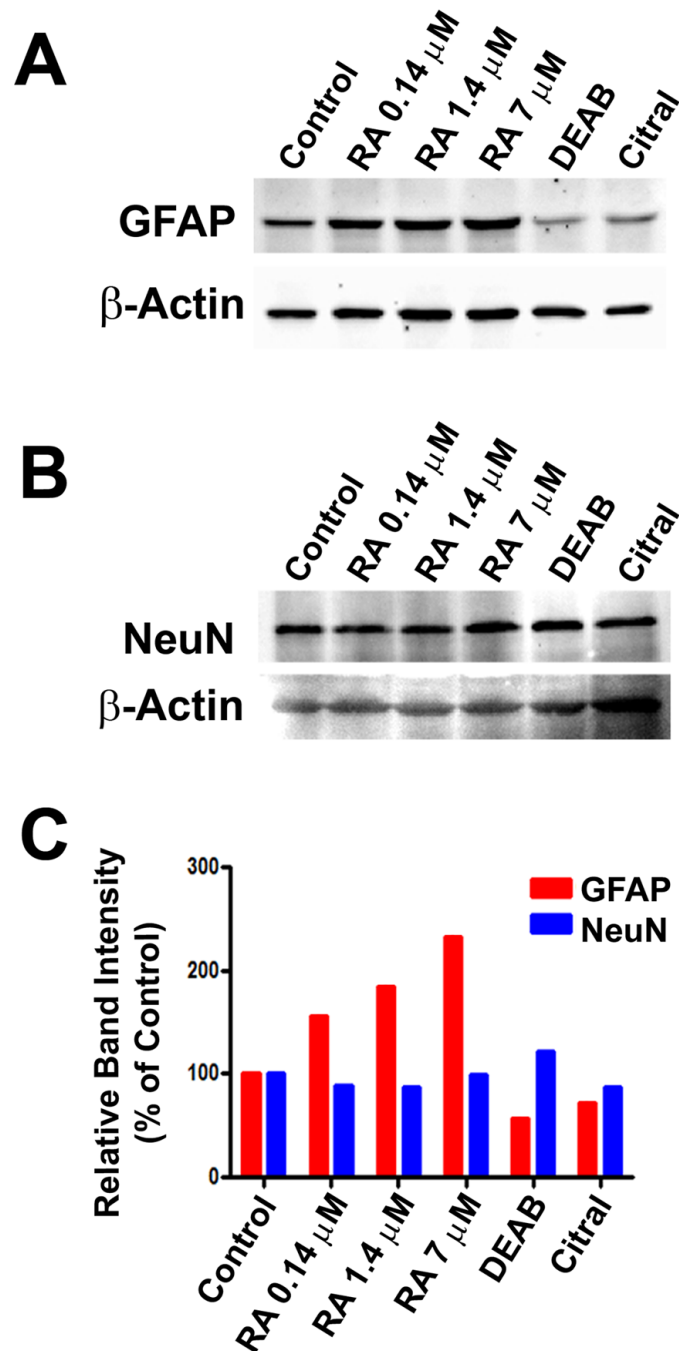 A
Control
RA 0.14 μM
RA 1.4 μM
RA 7 μM
DEAB
Citral
GFAP
β-Actin
B
Control
RA 0.14 μM
RA 1.4 μM
RA 7 μM
DEAB
Citral
NeuN
β-Actin
C
Relative Band Intensity
(% of Control)
300
200
100
0
GFAP
NeuN
Control
RA 0.14 μM
RA 1.4 μM
RA 7 μM
DEAB
Citral